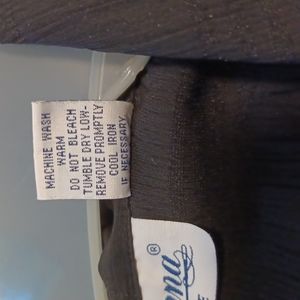 MACHINE WASH
WARM
DO NOT BLEACH
TUMBLE DRY LOW-
REMOVE PROMPTLY
COOL IRON
IF NECESSARY
®